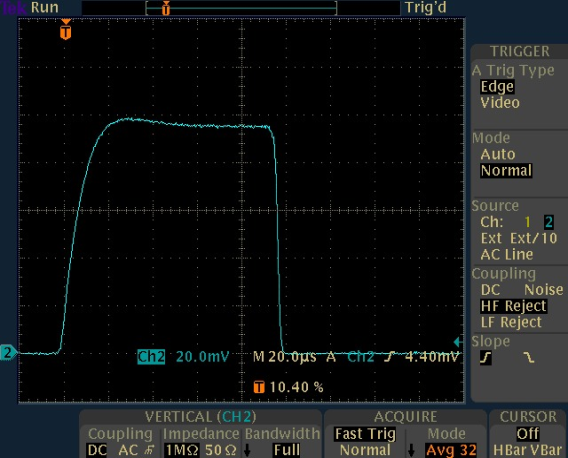 Tek Run Trig'd
T
T
TRIGGER
A Trig Type
Edge
Video
Mode
Auto
Normal
Source
Ch: 1 2
Ext Ext/10
AC Line
Coupling
DC Noise
HF Reject
LF Reject
Slope
2
Ch2 20.0mV M 20.0µs A Ch2 4.40mV
T 10.40 %
VERTICAL (CH2) ACQUIRE CURSOR
Coupling Impedance Bandwidth Fast Trig Mode Off
DC AC 1MΩ 50 Ω Full Normal Avg 32 HBar VBar